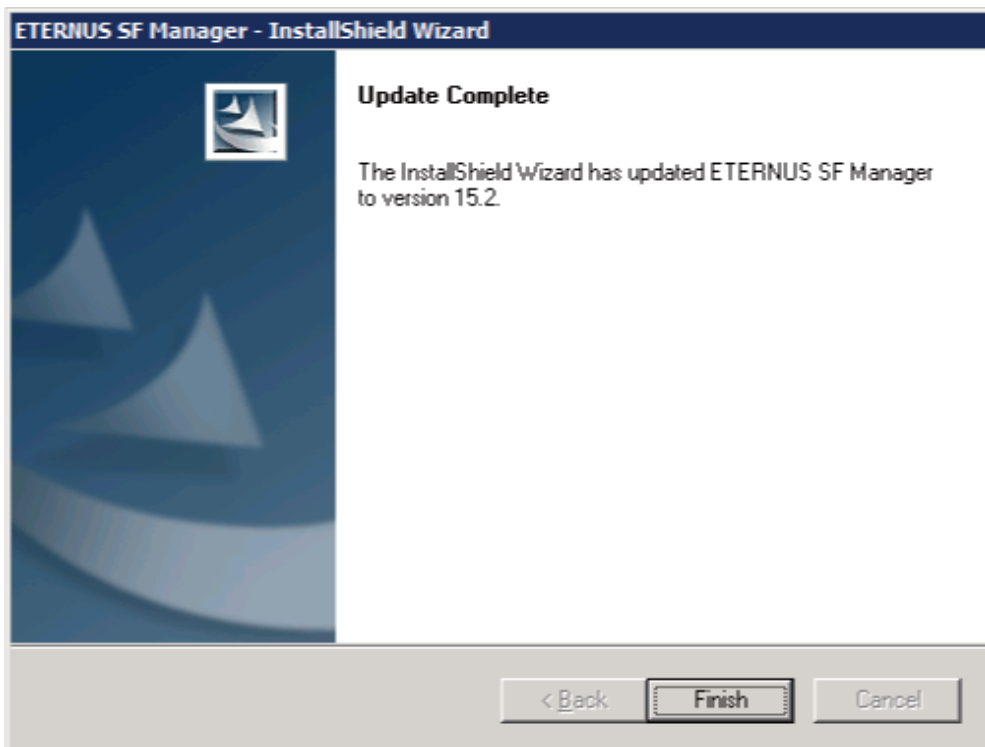 ETERNUS SF Manager - InstallShield Wizard
Update Complete
The InstallShield Wizard has updated ETERNUS SF Manager
to version 15.2.
< Back
Finish
Cancel